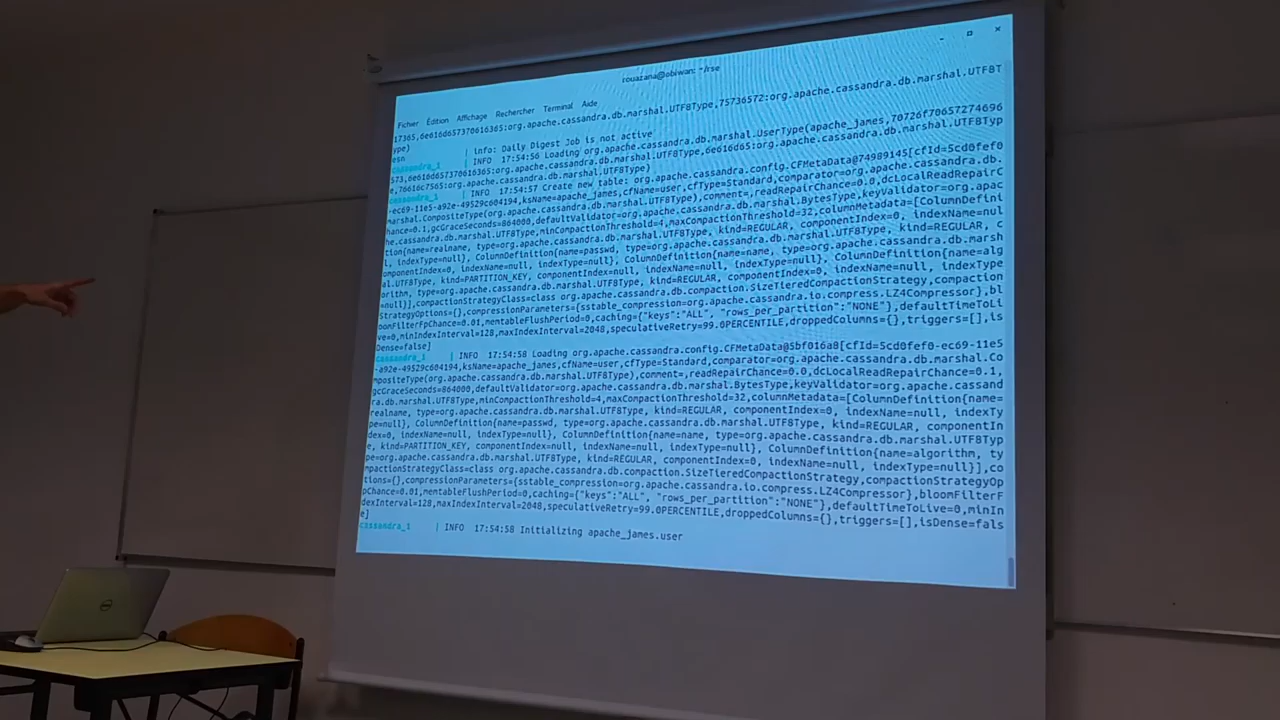 rouazana@obiwan: ~/rse
Fichier Édition Affichage Rechercher Terminal Aide
17365,6e616d657370616365:org.apache.cassandra.db.marshal.UTF8Type,75736572:org.apache.cassandra.db.marshal.UTF8T
ype)
esn | info: Daily Digest Job is not active
cassandra_1 | INFO 17:54:56 Loading org.apache.cassandra.db.marshal.UserType(apache_james,70726f70657274696
573,6e616d657370616365:org.apache.cassandra.db.marshal.UTF8Type,6e616d65:org.apache.cassandra.db.marshal.UTF8Typ
e,76616c7565:org.apache.cassandra.db.marshal.UTF8Type)
cassandra_1 | INFO 17:54:57 Create new table: org.apache.cassandra.config.CFMetaData@74989145[cfId=5cd0fef0
-ec69-11e5-a92e-49529c604194,ksName=apache_james,cfName=user,cfType=Standard,comparator=org.apache.cassandra.db.
marshal.CompositeType(org.apache.cassandra.db.marshal.UTF8Type),comment=,readRepairChance=0.0,dcLocalReadRepairC
hance=0.1,gcGraceSeconds=864000,defaultValidator=org.apache.cassandra.db.marshal.BytesType,keyValidator=org.apac
he.cassandra.db.marshal.UTF8Type,minCompactionThreshold=4,maxCompactionThreshold=32,columnMetadata=[ColumnDefini
tion{name=realname, type=org.apache.cassandra.db.marshal.UTF8Type, kind=REGULAR, componentIndex=0, indexName=nul
l, indexType=null}, ColumnDefinition{name=passwd, type=org.apache.cassandra.db.marshal.UTF8Type, kind=REGULAR, c
omponentIndex=0, indexName=null, indexType=null}, ColumnDefinition{name=name, type=org.apache.cassandra.db.marsh
al.UTF8Type, kind=PARTITION_KEY, componentIndex=null, indexName=null, indexType=null}, ColumnDefinition{name=alg
orithm, type=org.apache.cassandra.db.marshal.UTF8Type, kind=REGULAR, componentIndex=0, indexName=null, indexType
=null}],compactionStrategyClass=class org.apache.cassandra.db.compaction.SizeTieredCompactionStrategy,compaction
StrategyOptions={},compressionParameters={sstable_compression=org.apache.cassandra.io.compress.LZ4Compressor},bl
oomFilterFpChance=0.01,memtableFlushPeriod=0,caching={"keys":"ALL", "rows_per_partition":"NONE"},defaultTimeToLi
ve=0,minIndexInterval=128,maxIndexInterval=2048,speculativeRetry=99.0PERCENTILE,droppedColumns={},triggers=[],is
Dense=false]
cassandra_1 | INFO 17:54:58 Loading org.apache.cassandra.config.CFMetaData@5bf016a8[cfId=5cd0fef0-ec69-11e5
-a92e-49529c604194,ksName=apache_james,cfName=user,cfType=Standard,comparator=org.apache.cassandra.db.marshal.Co
mpositeType(org.apache.cassandra.db.marshal.UTF8Type),comment=,readRepairChance=0.0,dcLocalReadRepairChance=0.1,
gcGraceSeconds=864000,defaultValidator=org.apache.cassandra.db.marshal.BytesType,keyValidator=org.apache.cassand
ra.db.marshal.UTF8Type,minCompactionThreshold=4,maxCompactionThreshold=32,columnMetadata=[ColumnDefinition{name=
realname, type=org.apache.cassandra.db.marshal.UTF8Type, kind=REGULAR, componentIndex=0, indexName=null, indexTy
pe=null}, ColumnDefinition{name=passwd, type=org.apache.cassandra.db.marshal.UTF8Type, kind=REGULAR, componentIn
dex=0, indexName=null, indexType=null}, ColumnDefinition{name=name, type=org.apache.cassandra.db.marshal.UTF8Typ
e, kind=PARTITION_KEY, componentIndex=null, indexName=null, indexType=null}, ColumnDefinition{name=algorithm, ty
pe=org.apache.cassandra.db.marshal.UTF8Type, kind=REGULAR, componentIndex=0, indexName=null, indexType=null}],co
mpactionStrategyClass=class org.apache.cassandra.db.compaction.SizeTieredCompactionStrategy,compactionStrategyOp
tions={},compressionParameters={sstable_compression=org.apache.cassandra.io.compress.LZ4Compressor},bloomFilterF
pChance=0.01,memtableFlushPeriod=0,caching={"keys":"ALL", "rows_per_partition":"NONE"},defaultTimeToLive=0,minIn
dexInterval=128,maxIndexInterval=2048,speculativeRetry=99.0PERCENTILE,droppedColumns={},triggers=[],isDense=fals
e]
cassandra_1 | INFO 17:54:58 Initializing apache_james.user
DELL